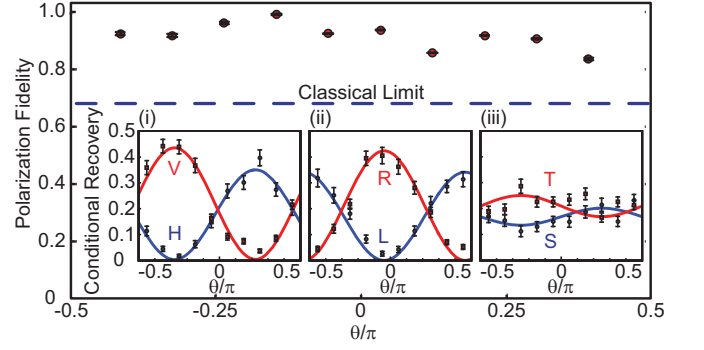 1.0
0.8
0.6
0.4
0.2
0
Polarization Fidelity
Classical Limit
Conditional Recovery
(i)
0.5
0.4
0.3
0.2
0.1
0
V
H
-0.5 0 0.5
θ/π
(ii)
R
L
-0.5 0 0.5
θ/π
(iii)
T
S
-0.5 0 0.5
θ/π
-0.5 -0.25 0 0.25 0.5
θ/π